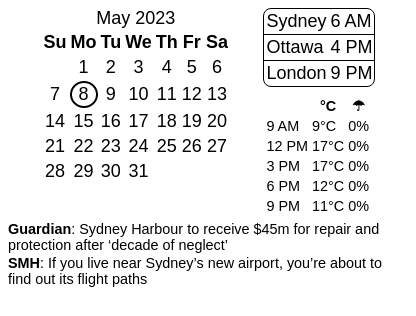 May 2023
Su Mo Tu We Th Fr Sa
1 2 3 4 5 6
7 8 9 10 11 12 13
14 15 16 17 18 19 20
21 22 23 24 25 26 27
28 29 30 31
Sydney 6 AM
Ottawa 4 PM
London 9 PM
°C ☂
9 AM 9°C 0%
12 PM 17°C 0%
3 PM 17°C 0%
6 PM 12°C 0%
9 PM 11°C 0%
Guardian: Sydney Harbour to receive $45m for repair and
protection after ‘decade of neglect’
SMH: If you live near Sydney’s new airport, you’re about to
find out its flight paths